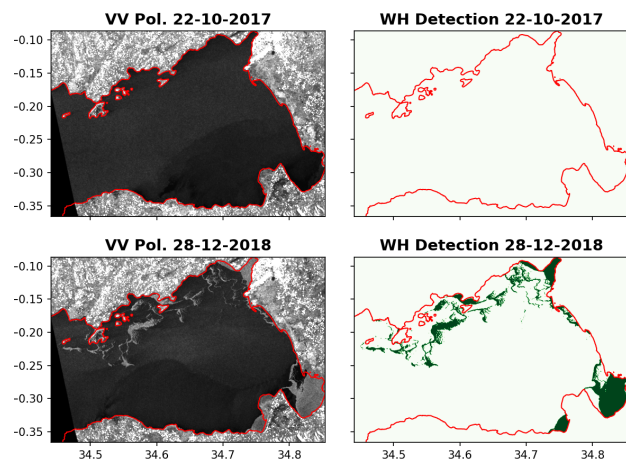 VV Pol. 22-10-2017
WH Detection 22-10-2017
-0.10
-0.15
-0.20
-0.25
-0.30
-0.35
VV Pol. 28-12-2018
WH Detection 28-12-2018
-0.10
-0.15
-0.20
-0.25
-0.30
-0.35
34.5 34.6 34.7 34.8
34.5 34.6 34.7 34.8